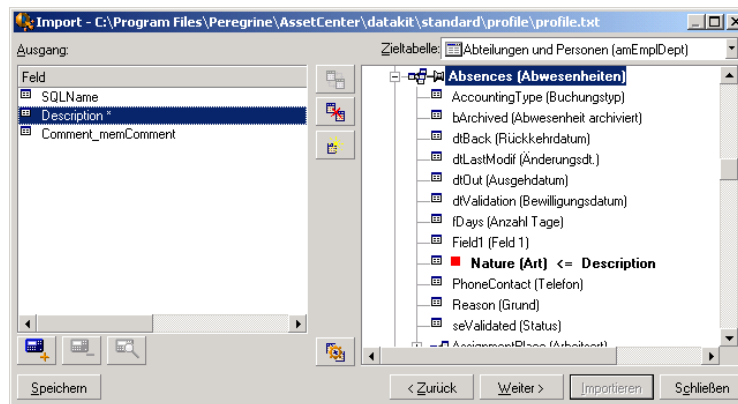 Import - C:\Program Files\Peregrine\AssetCenter\datakit\standard\profile\profile.txt
Ausgang:
Zieltabelle: Abteilungen und Personen (amEmplDept)
Feld
SQLName
Description *
Comment_memComment
Absences (Abwesenheiten)
AccountingType (Buchungstyp)
bArchived (Abwesenheit archiviert)
dtBack (Rückkehrdatum)
dtLastModif (Änderungsdt.)
dtOut (Ausgehdatum)
dtValidation (Bewilligungsdatum)
fDays (Anzahl Tage)
Field1 (Feld 1)
Nature (Art) <= Description
PhoneContact (Telefon)
Reason (Grund)
seValidated (Status)
AssignmentPlace (Arbeitsort)
Speichern
< Zurück
Weiter >
Importieren
Schließen